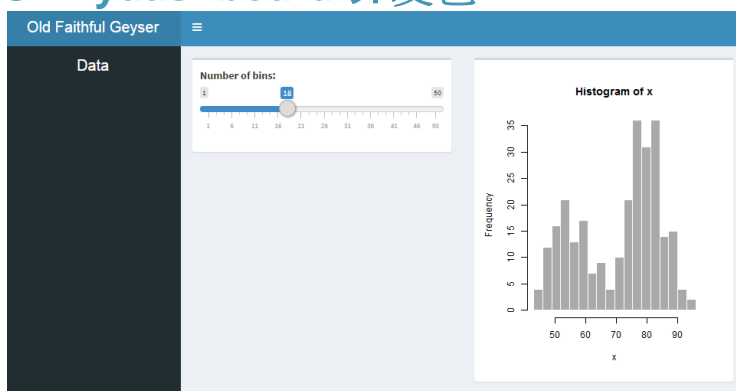 Old Faithful Geyser
Data
Number of bins:
1 18 50
1 6 11 16 21 26 31 36 41 46 50
Histogram of x
Frequency
35
30
25
20
15
10
5
0
50 60 70 80 90
x